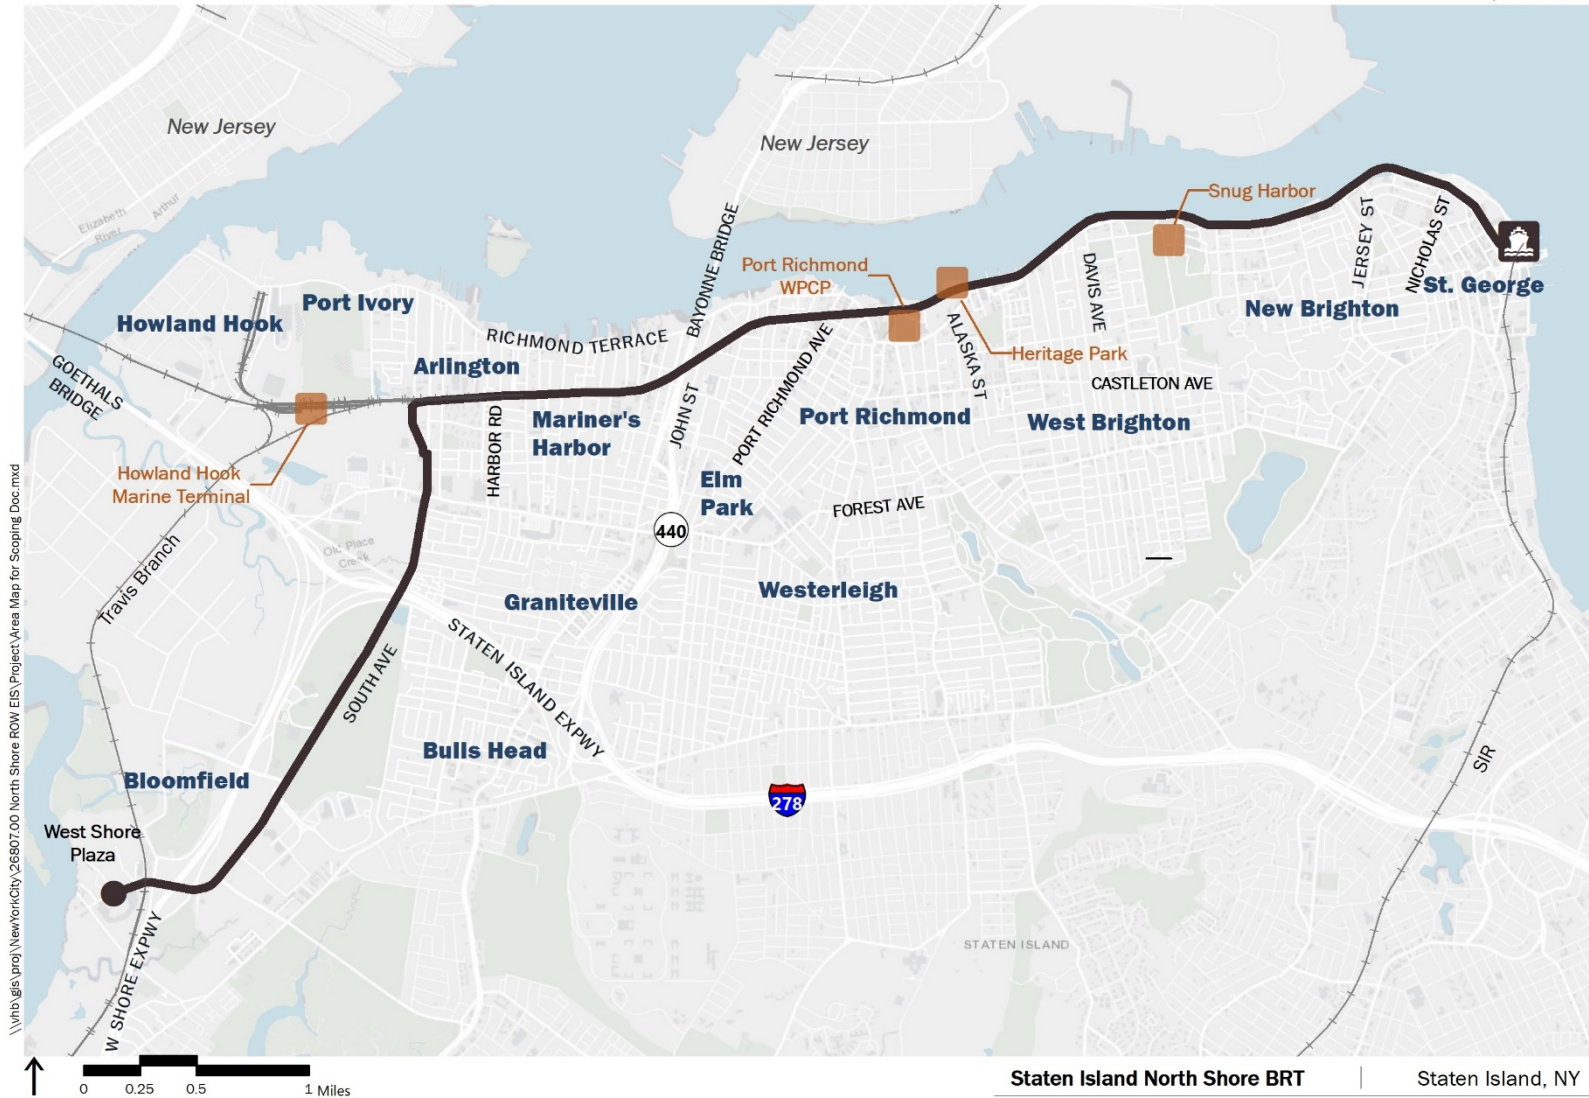 New Jersey
New Jersey
Elizabeth
River
Arthur
Snug Harbor
BAYONNE BRIDGE
JERSEY ST
NICHOLAS ST
Port Richmond
WPCP
DAVIS AVE
St. George
Port Ivory
Howland Hook
New Brighton
RICHMOND TERRACE
ALASKA ST
Heritage Park
GOETHALS
BRIDGE
Arlington
PORT RICHMOND AVE
CASTLETON AVE
JOHN ST
HARBOR RD
Mariner's
Harbor
Port Richmond
West Brighton
Howland Hook
Marine Terminal
Elm
Park
FOREST AVE
440
Old Place
Creek
Travis Branch
Graniteville
Westerleigh
STATEN ISLAND EXPWY
SOUTH AVE
Bulls Head
Bloomfield
SIR
278
West Shore
Plaza
W SHORE EXPWY
STATEN ISLAND
\\vhb\gis\proj\NewYorkCity\26807.00 North Shore ROW EIS\Project\Area Map for Scoping Doc.mxd
0 0.25 0.5 1 Miles
Staten Island North Shore BRT | Staten Island, NY